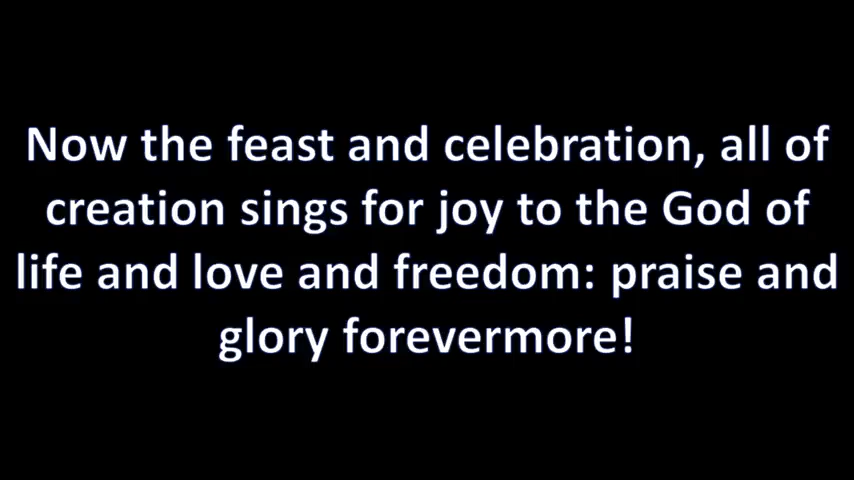 Now the feast and celebration, all of
creation sings for joy to the God of
life and love and freedom: praise and
glory forevermore!